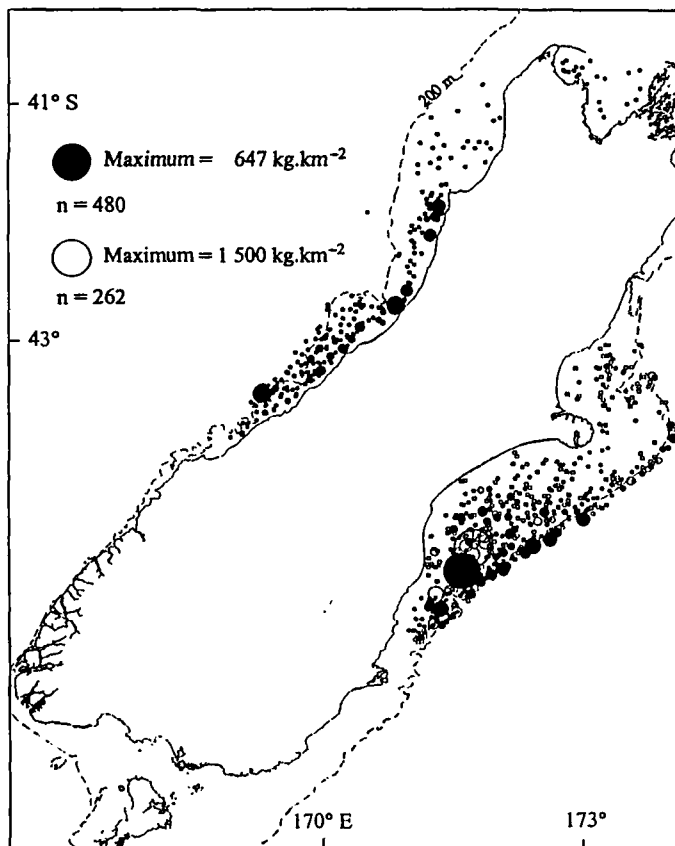 200 m
41° S
Maximum = 647 kg.km⁻²
n = 480
Maximum = 1 500 kg.km⁻²
n = 262
43°
170° E
173°